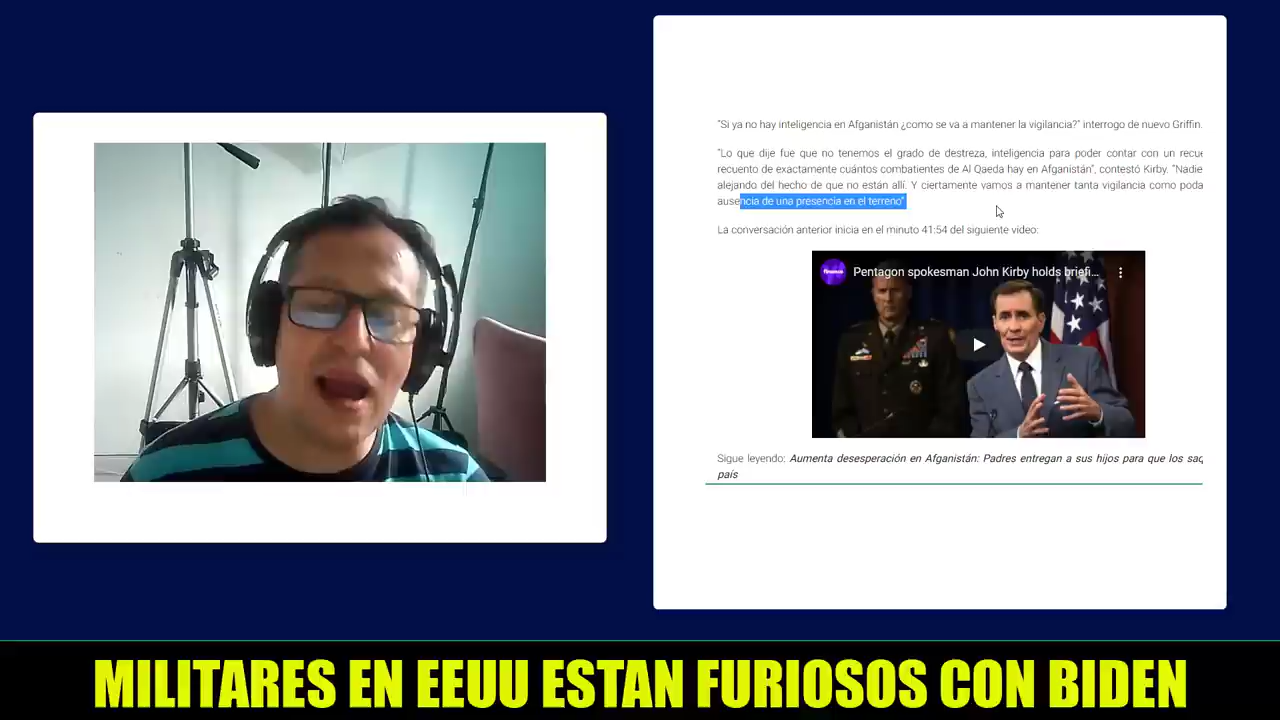 "Si ya no hay inteligencia en Afganistán ¿como se va a mantener la vigilancia?" interrogo de nuevo Griffin.
"Lo que dije fue que no tenemos el grado de destreza, inteligencia para poder contar con un recue
recuento de exactamente cuántos combatientes de Al Qaeda hay en Afganistán", contestó Kirby. "Nadie
alejando del hecho de que no están allí. Y ciertamente vamos a mantener tanta vigilancia como poda
ausencia de una presencia en el terreno"
La conversación anterior inicia en el minuto 41:54 del siguiente video:
finance
Pentagon spokesman John Kirby holds briefi...
Sigue leyendo: Aumenta desesperación en Afganistán: Padres entregan a sus hijos para que los saq
país
MILITARES EN EEUU ESTAN FURIOSOS CON BIDEN